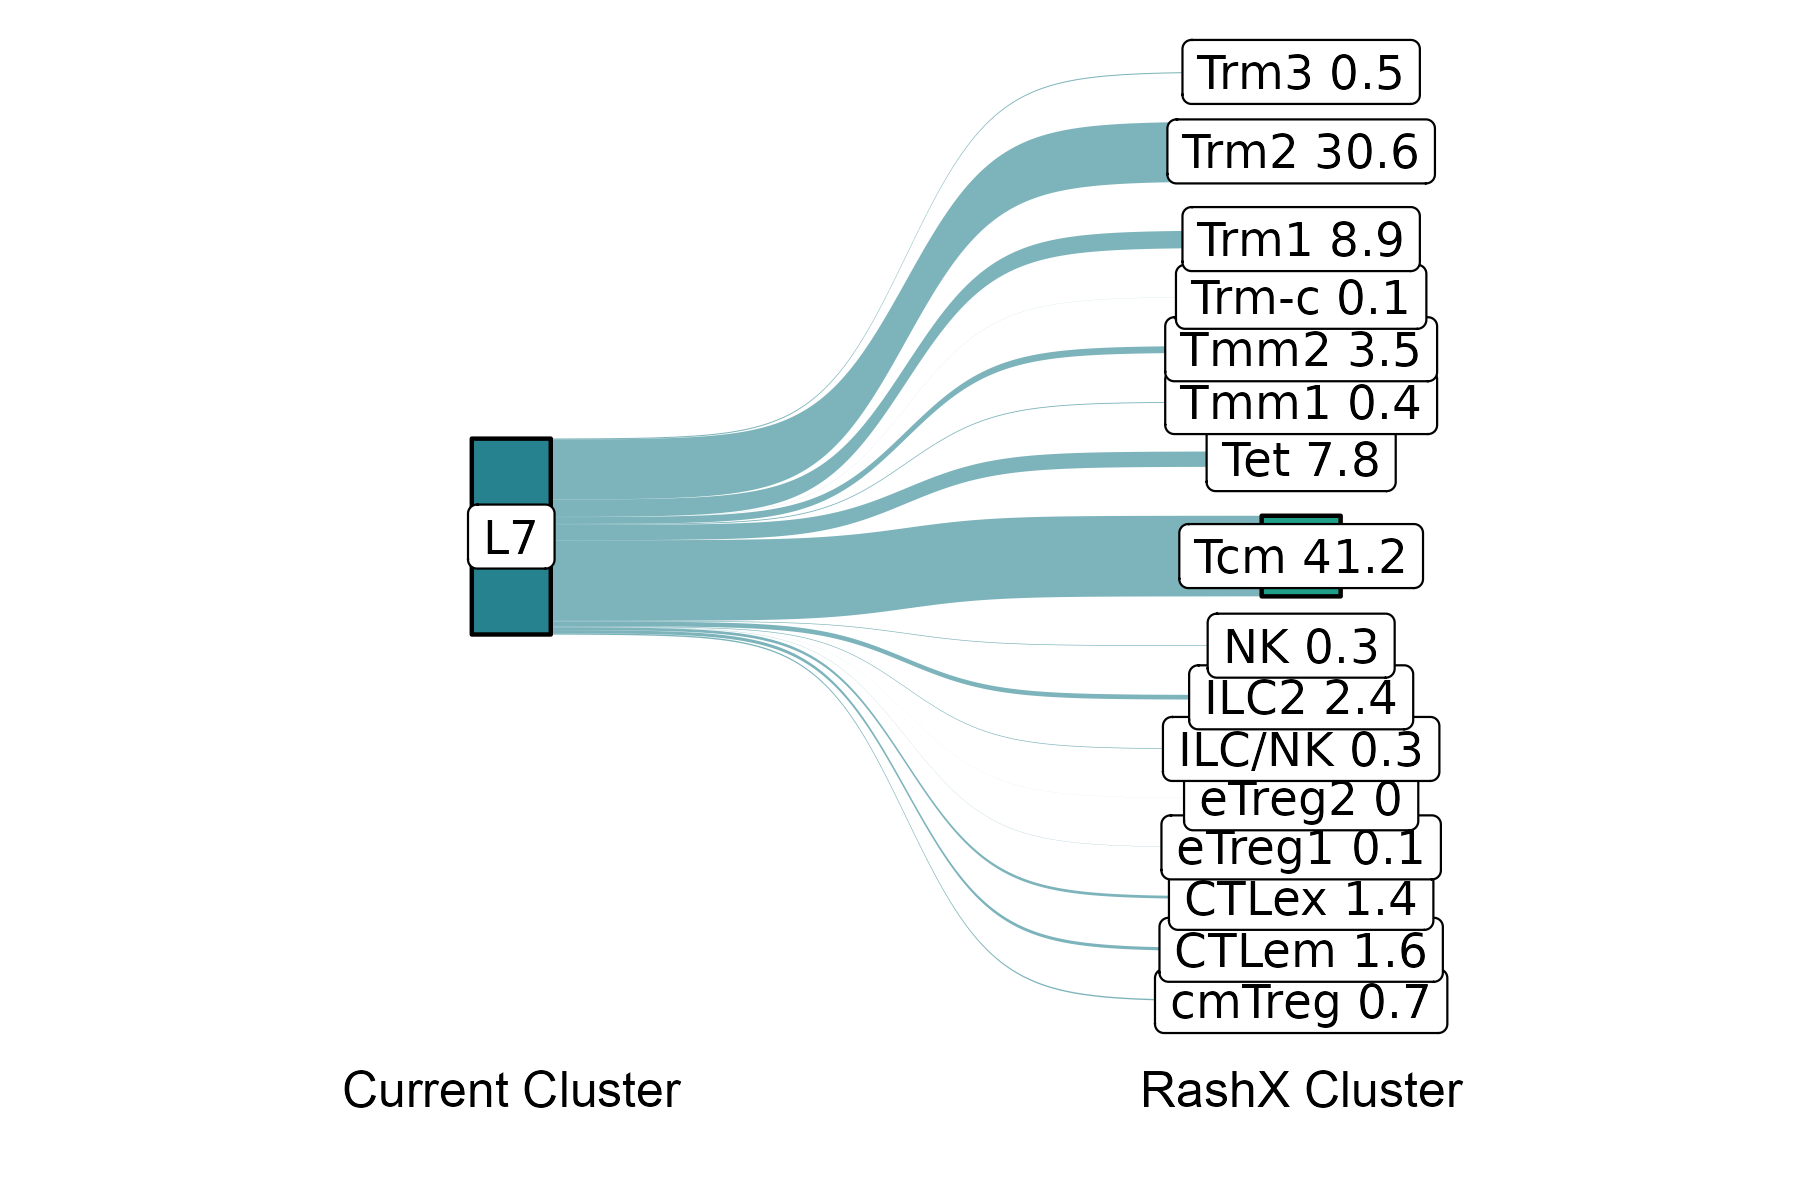 Trm3 0.5
Trm2 30.6
Trm1 8.9
Trm-c 0.1
Tmm2 3.5
Tmm1 0.4
Tet 7.8
L7
Tcm 41.2
NK 0.3
ILC2 2.4
ILC/NK 0.3
eTreg2 0
eTreg1 0.1
CTLex 1.4
CTLem 1.6
cmTreg 0.7
Current Cluster
RashX Cluster